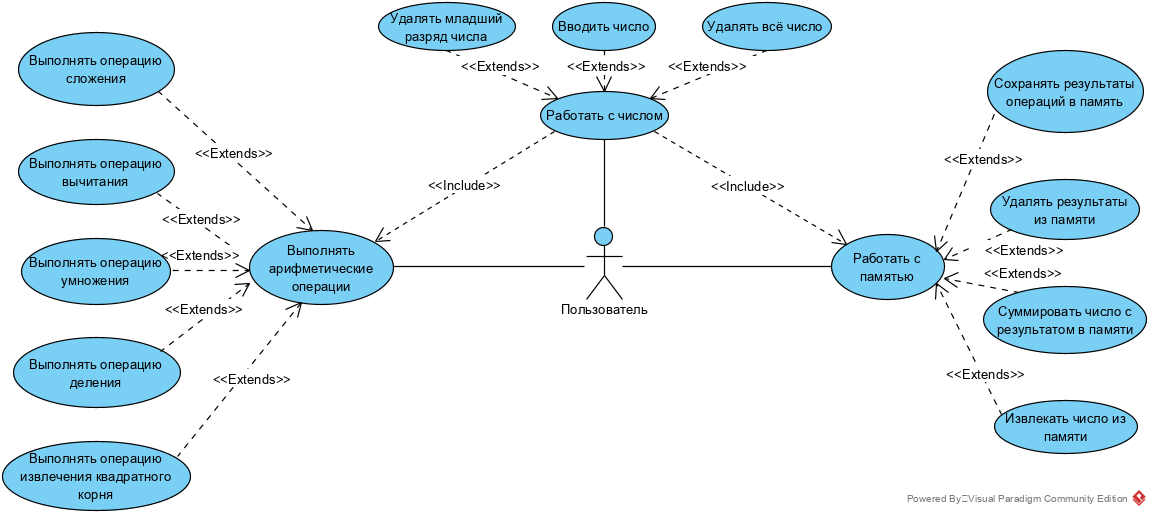 Удалять младший
разряд числа
Вводить число
Удалять всё число
<<Extends>>
<<Extends>>
<<Extends>>
Работать с числом
<<Include>>
<<Include>>
Выполнять операцию
сложения
<<Extends>>
Выполнять операцию
вычитания
<<Extends>>
Выполнять операцию
умножения
<<Extends>>
Выполнять операцию
деления
<<Extends>>
Выполнять операцию
извлечения квадратного
корня
<<Extends>>
Выполнять
арифметические
операции
Пользователь
Работать с
памятью
Сохранять результаты
операций в память
<<Extends>>
Удалять результаты
из памяти
<<Extends>>
<<Extends>>
Суммировать число с
результатом в памяти
<<Extends>>
Извлекать число из
памяти
Powered By Visual Paradigm Community Edition